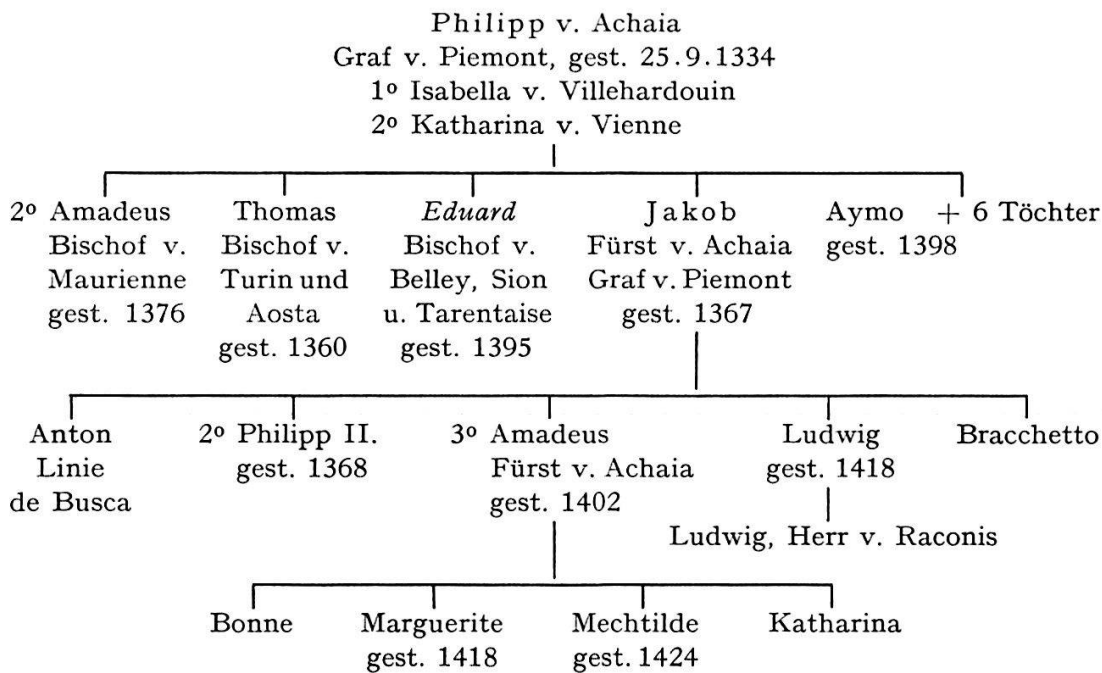 Philipp v. Achaia
Graf v. Piemont, gest. 25.9.1334
1º Isabella v. Villehardouin
2º Katharina v. Vienne
2º Amadeus Thomas Eduard Jakob Aymo + 6 Töchter
Bischof v. Bischof v. Bischof v. Fürst v. Achaia gest. 1398
Maurienne Turin und Belley, Sion Graf v. Piemont
gest. 1376 Aosta u. Tarentaise gest. 1367
gest. 1360 gest. 1395
Anton 2º Philipp II. 3º Amadeus Ludwig Bracchetto
Linie gest. 1368 Fürst v. Achaia gest. 1418
de Busca gest. 1402
Ludwig, Herr v. Raconis
Bonne Marguerite Mechtilde Katharina
gest. 1418 gest. 1424